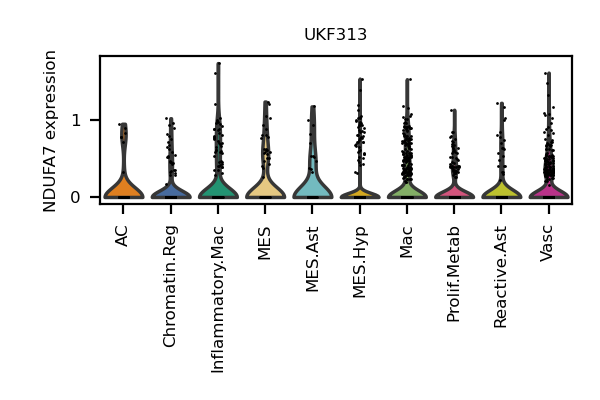 UKF313
NDUFA7 expression
1
0
AC
Chromatin.Reg
Inflammatory.Mac
MES
MES.Ast
MES.Hyp
Mac
Prolif.Metab
Reactive.Ast
Vasc